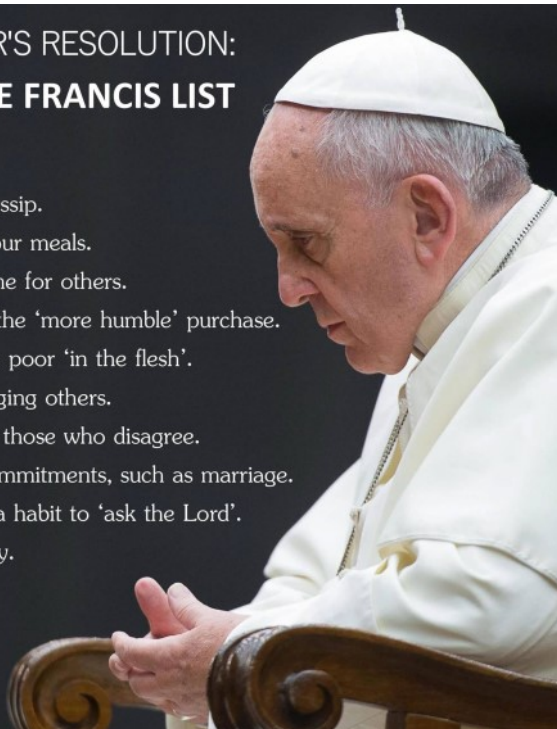 R'S RESOLUTION:
E FRANCIS LIST
ssip.
our meals.
ne for others.
the ‘more humble’ purchase.
poor ‘in the flesh’.
ging others.
those who disagree.
mmitments, such as marriage.
a habit to ‘ask the Lord’.
y.